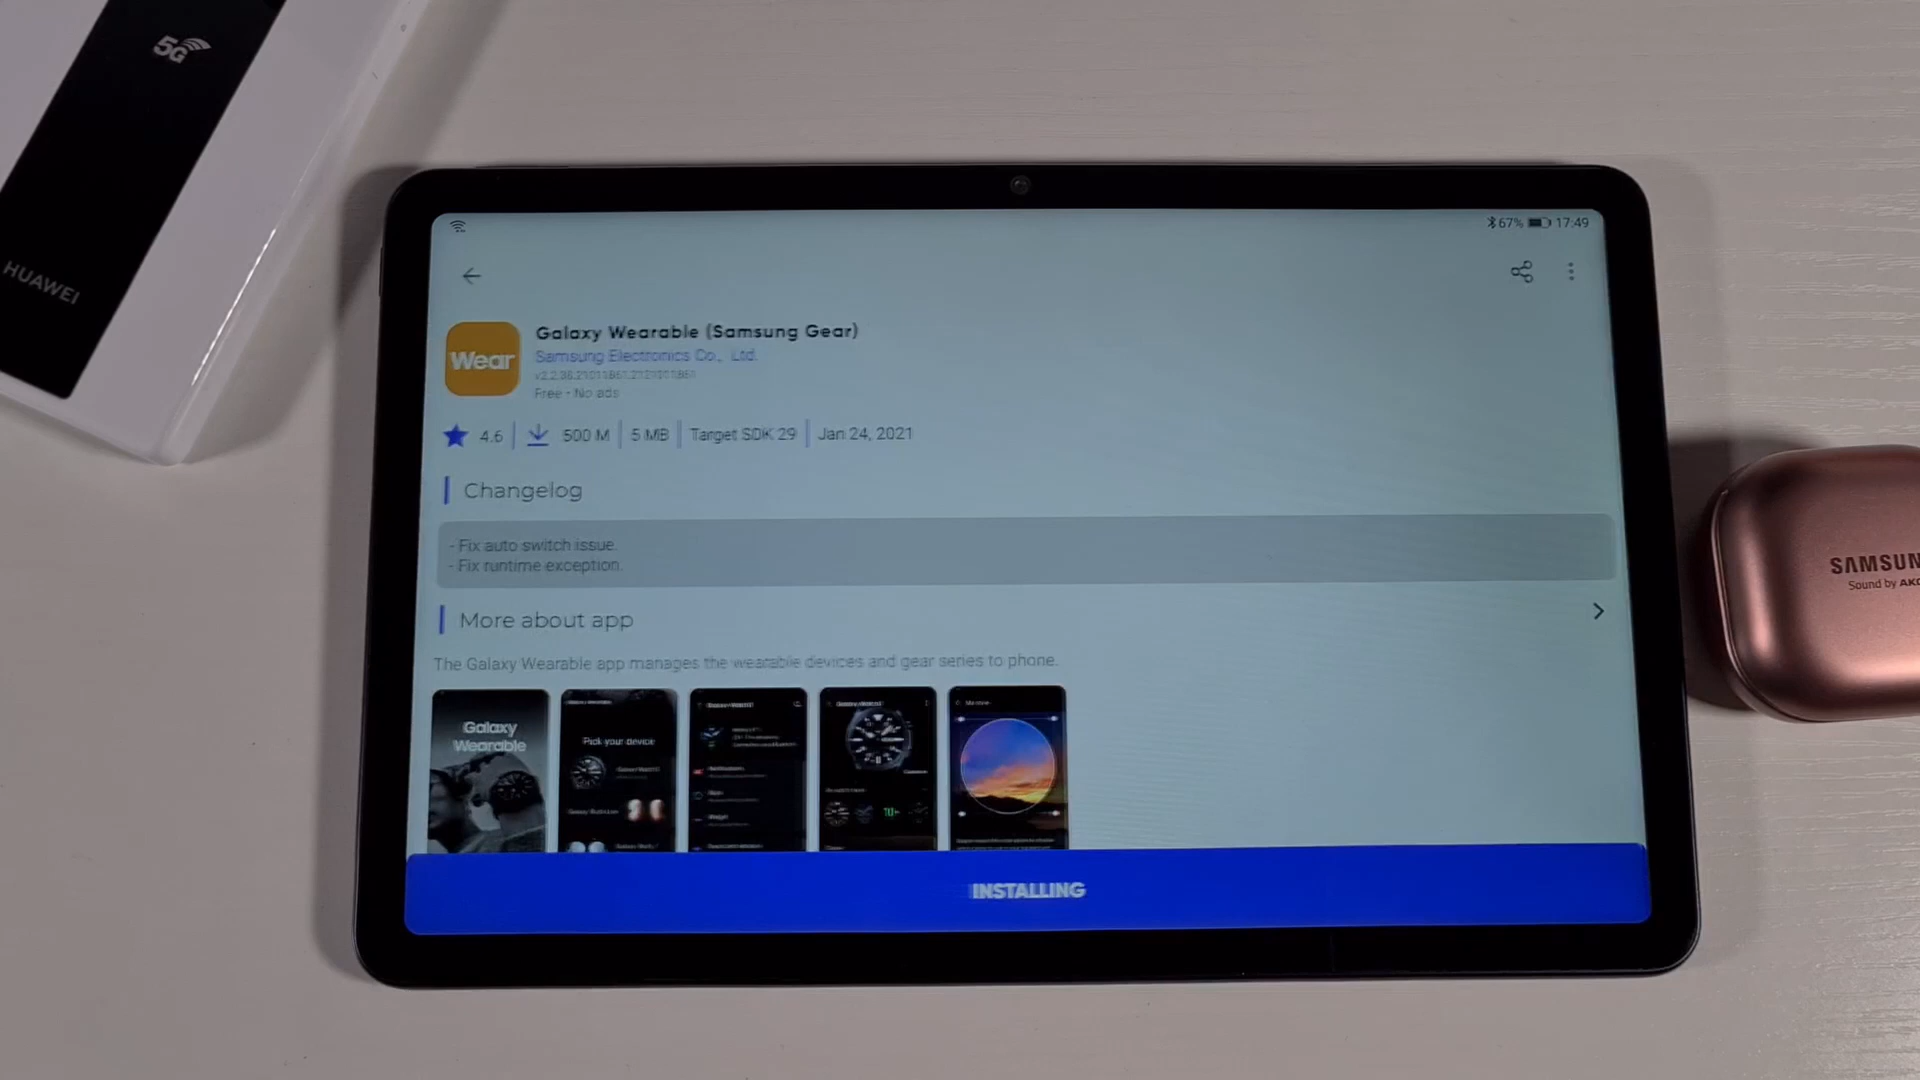 5G
HUAWEI
67% 17:49
Galaxy Wearable (Samsung Gear)
Wear
Samsung Electronics Co., Ltd.
Free - No ads
4.6 500 M 5 MB Target SDK 29 Jan 24, 2021
Changelog
- Fix auto switch issue.
- Fix runtime exception.
More about app
The Galaxy Wearable app manages the wearable devices and gear series to phone.
Galaxy
Wearable
Pick your device
INSTALLING
SAMSUN
Sound by AKG